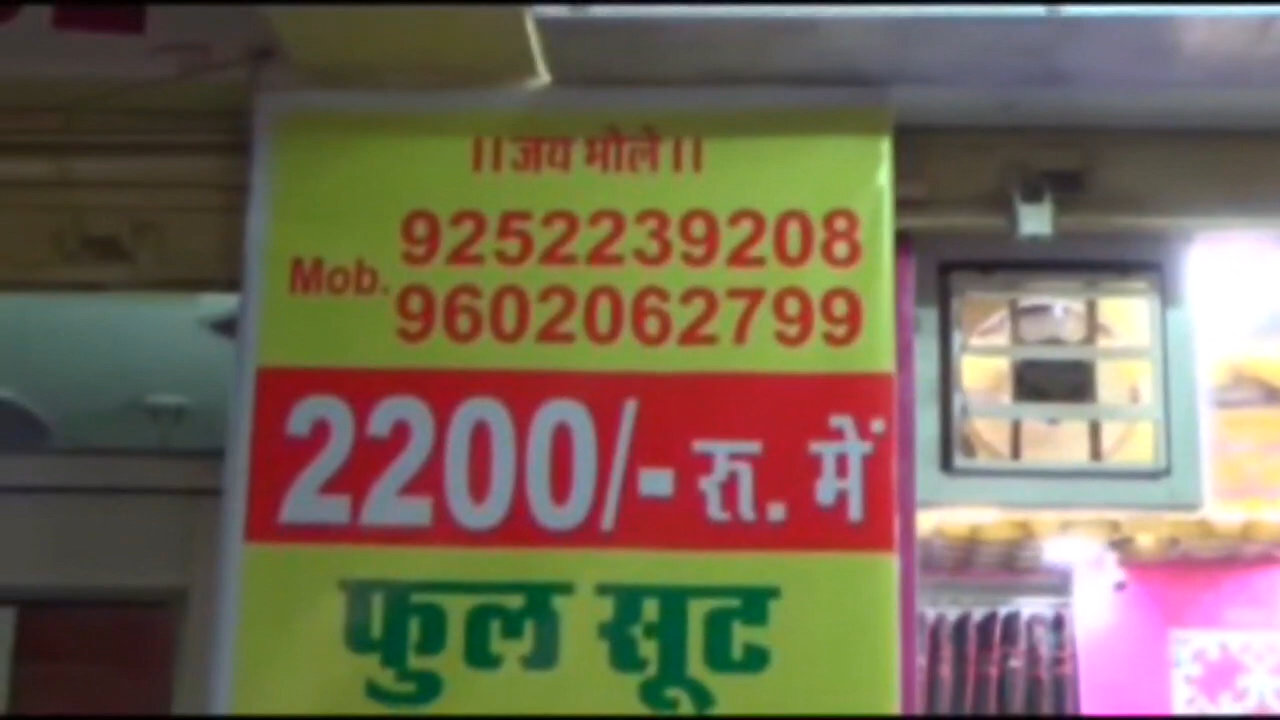 ।।जय भोले।।
9252239208
Mob.
9602062799
2200/- रू. में
फुल सूट